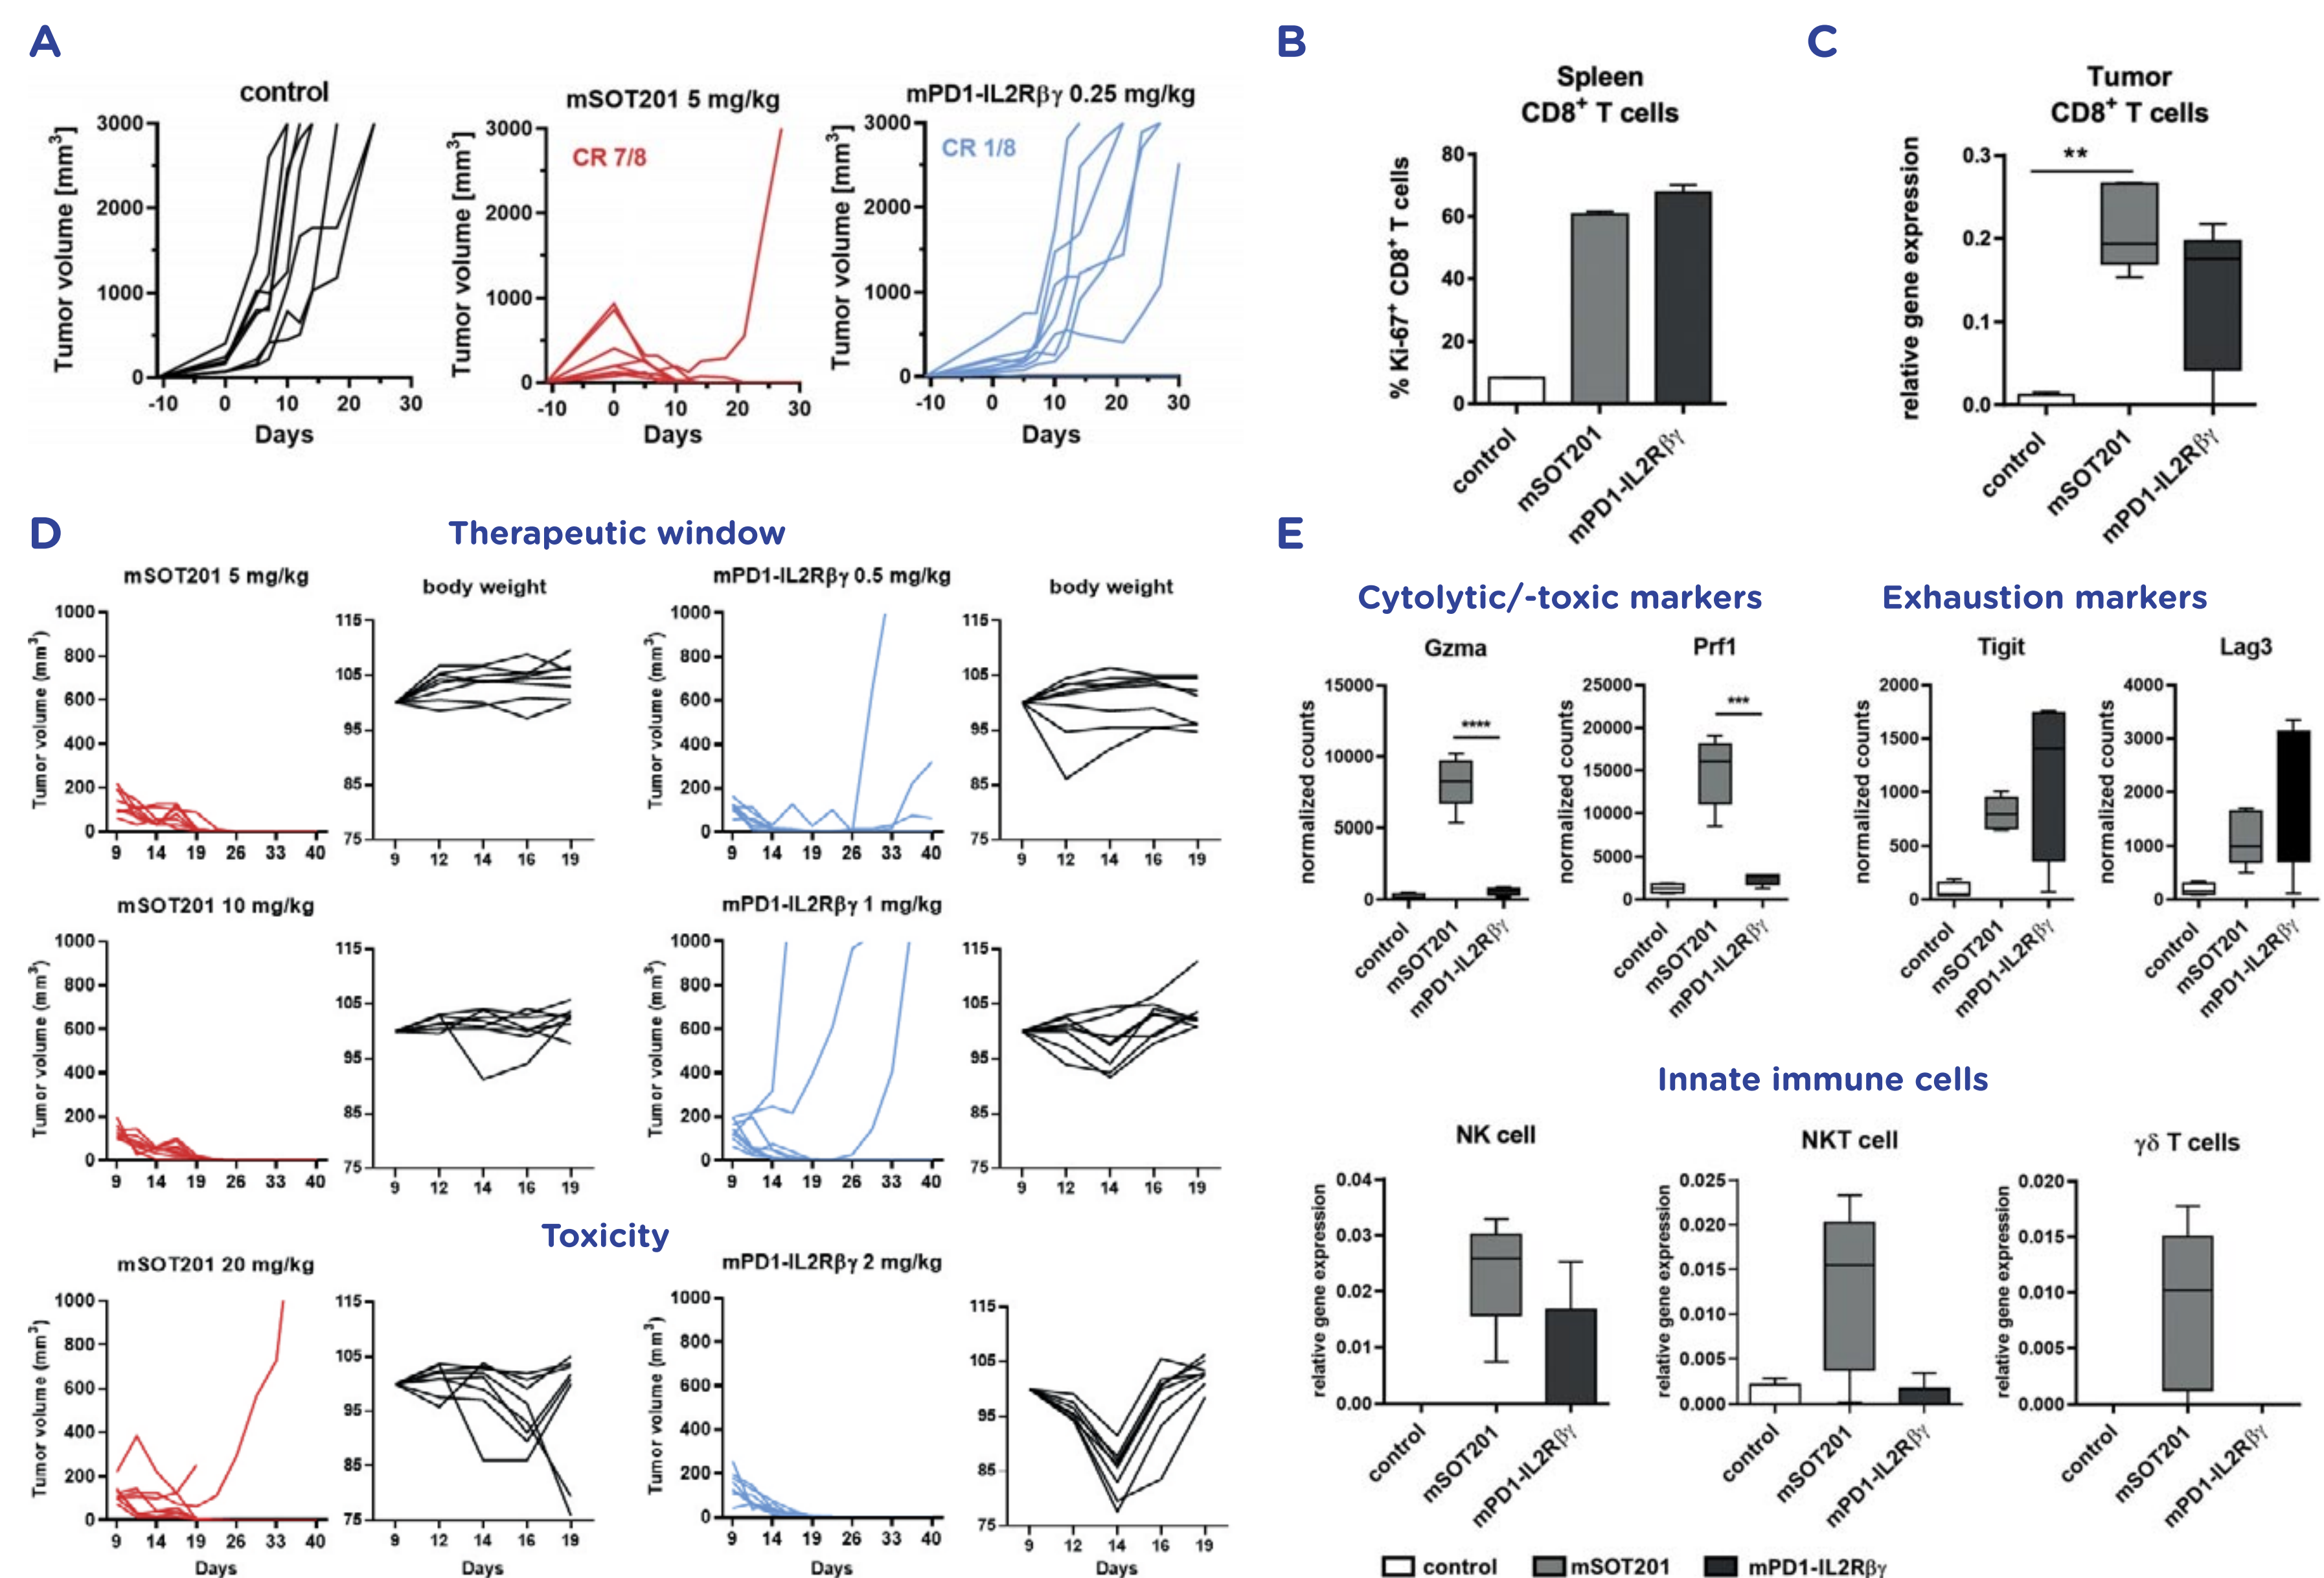 A
control
Tumor volumre [mm³]
3000
2000
1000
0
-10 0 10 20 30
Days
mSOT201 5 mg/kg
CR 7/8
Tumor volume [mm³]
3000
2000
1000
0
-10 0 10 20 30
Days
mPD1-IL2Rβγ 0.25 mg/kg
CR 1/8
Tumor volume [mm³]
3000
2000
1000
0
-10 0 10 20 30
Days
B
Spleen
CD8⁺ T cells
% Ki-67⁺ CD8⁺ T cells
80
60
40
20
0
control
mSOT201
mPD1-IL2Rβγ
C
Tumor
CD8⁺ T cells
relative gene expression
**
0.3
0.2
0.1
0.0
control
mSOT201
mPD1-IL2Rβγ
D
Therapeutic window
mSOT201 5 mg/kg
Tumor volume (mm³)
1000
800
600
400
200
0
9 14 19 26 33 40
body weight
115
105
95
85
75
9 12 14 16 19
mPD1-IL2Rβγ 0.5 mg/kg
Tumor volume (mm³)
1000
800
600
400
200
0
9 14 19 26 33 40
body weight
115
105
95
85
75
9 12 14 16 19
mSOT201 10 mg/kg
Tumor volume (mm³)
1000
800
600
400
200
0
9 14 19 26 33 40
115
105
95
85
75
9 12 14 16 19
mPD1-IL2Rβγ 1 mg/kg
Tumor volume (mm³)
1000
800
600
400
200
0
9 14 19 26 33 40
115
105
95
85
75
9 12 14 16 19
Toxicity
mSOT201 20 mg/kg
Tumor volume (mm³)
1000
800
600
400
200
0
9 14 19 26 33 40
Days
115
105
95
85
75
9 12 14 16 19
Days
mPD1-IL2Rβγ 2 mg/kg
Tumor volume (mm³)
1000
800
600
400
200
0
9 14 19 26 33 40
Days
115
105
95
85
75
9 12 14 16 19
Days
E
Cytolytic/-toxic markers
Gzma
normalized counts
15000
10000
5000
0
****
control
mSOT201
mPD1-IL2Rβγ
Prf1
normalized counts
25000
20000
15000
10000
5000
0
***
control
mSOT201
mPD1-IL2Rβγ
Exhaustion markers
Tigit
normalized counts
2000
1500
1000
500
0
control
mSOT201
mPD1-IL2Rβγ
Lag3
normalized counts
4000
3000
2000
1000
0
control
mSOT201
mPD1-IL2Rβγ
Innate immune cells
NK cell
relative gene expression
0.04
0.03
0.02
0.01
0.00
control
mSOT201
mPD1-IL2Rβγ
NKT cell
relative gene expression
0.025
0.020
0.015
0.010
0.005
0.000
control
mSOT201
mPD1-IL2Rβγ
γδ T cells
relative gene expression
0.020
0.015
0.010
0.005
0.000
control
mSOT201
mPD1-IL2Rβγ
control mSOT201 mPD1-IL2Rβγ